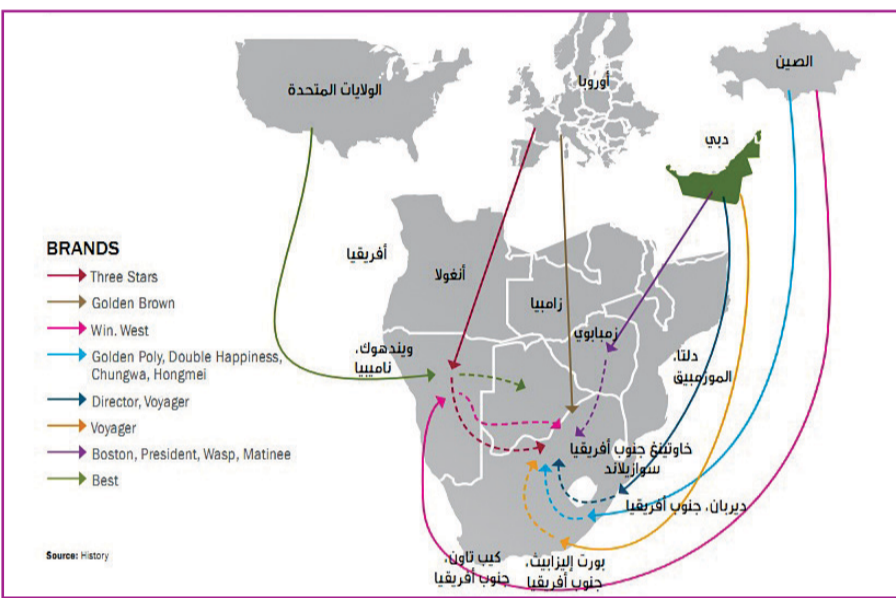 الولايات المتحدة
أوروبا
الصين
دبي
أفريقيا
أنغولا
زامبيا
زمبابوي
ويندهوك،
ناميبيا
دلتا،
الموزمبيق
BRANDS
Three Stars
Golden Brown
Win. West
Golden Poly, Double Happiness,
Chungwa, Hongmei
Director, Voyager
Voyager
Boston, President, Wasp, Matinee
Best
خاوتينغ جنوب أفريقيا
سوازيلاند
ديربان، جنوب أفريقيا
بورت إليزابيث،
جنوب أفريقيا
كيب تاون،
جنوب أفريقيا
Source: History